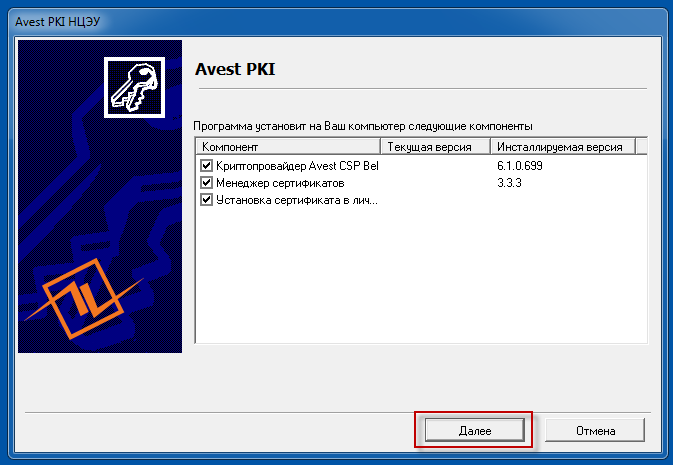 Avest PKI НЦЭУ
Avest PKI
Программа установит на Ваш компьютер следующие компоненты
Компонент Текущая версия Инсталлируемая версия
Криптопровайдер Avest CSP Bel 6.1.0.699
Менеджер сертификатов 3.3.3
Установка сертификата в лич...
Далее Отмена